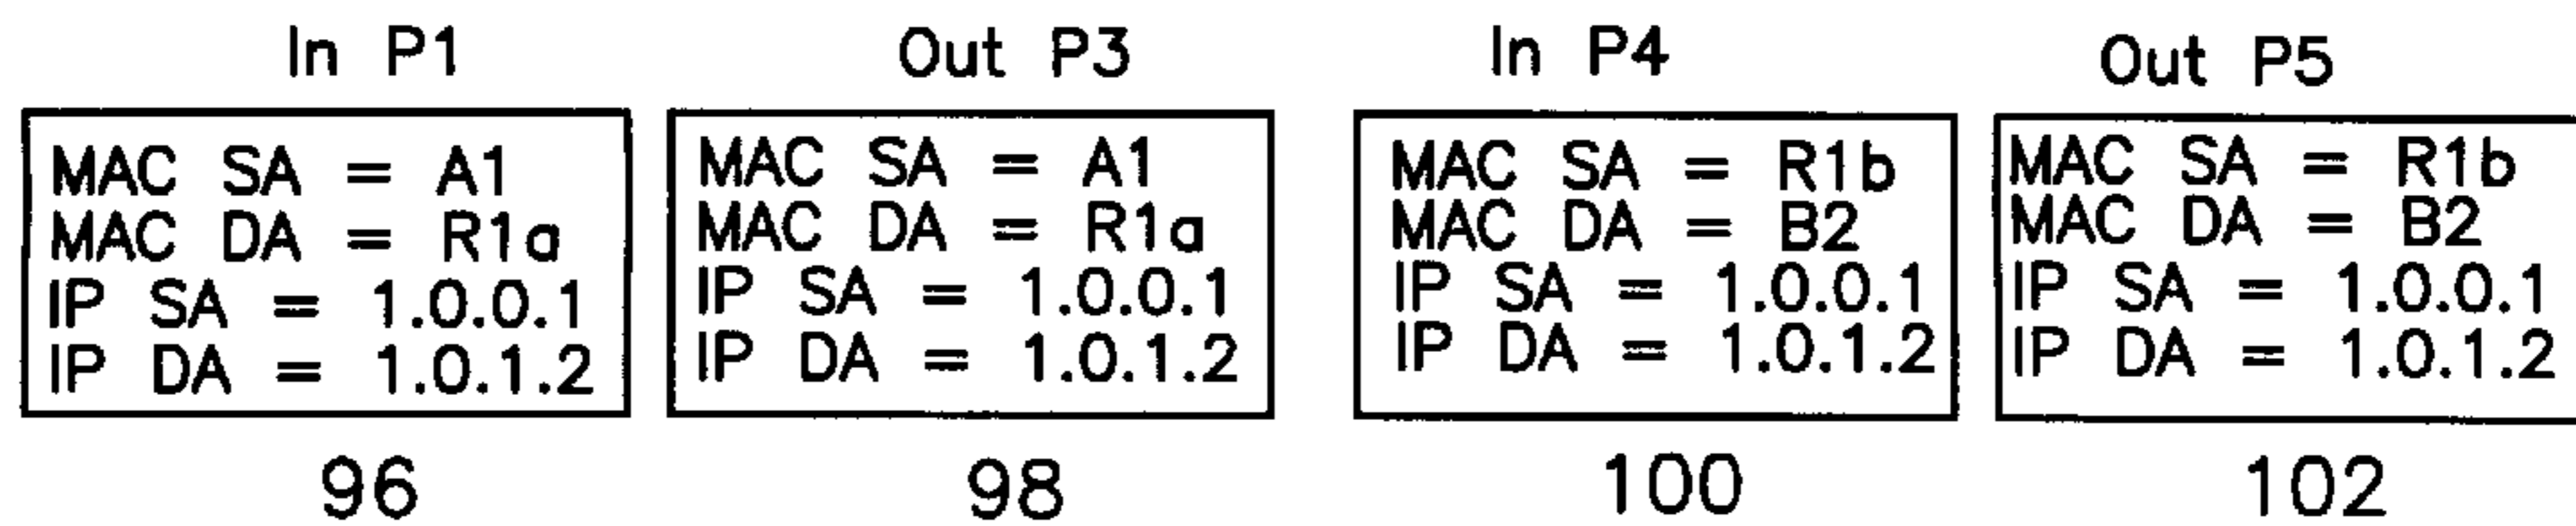 In P1
MAC SA = A1
MAC DA = R1a
IP SA = 1.0.0.1
IP DA = 1.0.1.2
96
Out P3
MAC SA = A1
MAC DA = R1a
IP SA = 1.0.0.1
IP DA = 1.0.1.2
98
In P4
MAC SA = R1b
MAC DA = B2
IP SA = 1.0.0.1
IP DA = 1.0.1.2
100
Out P5
MAC SA = R1b
MAC DA = B2
IP SA = 1.0.0.1
IP DA = 1.0.1.2
102